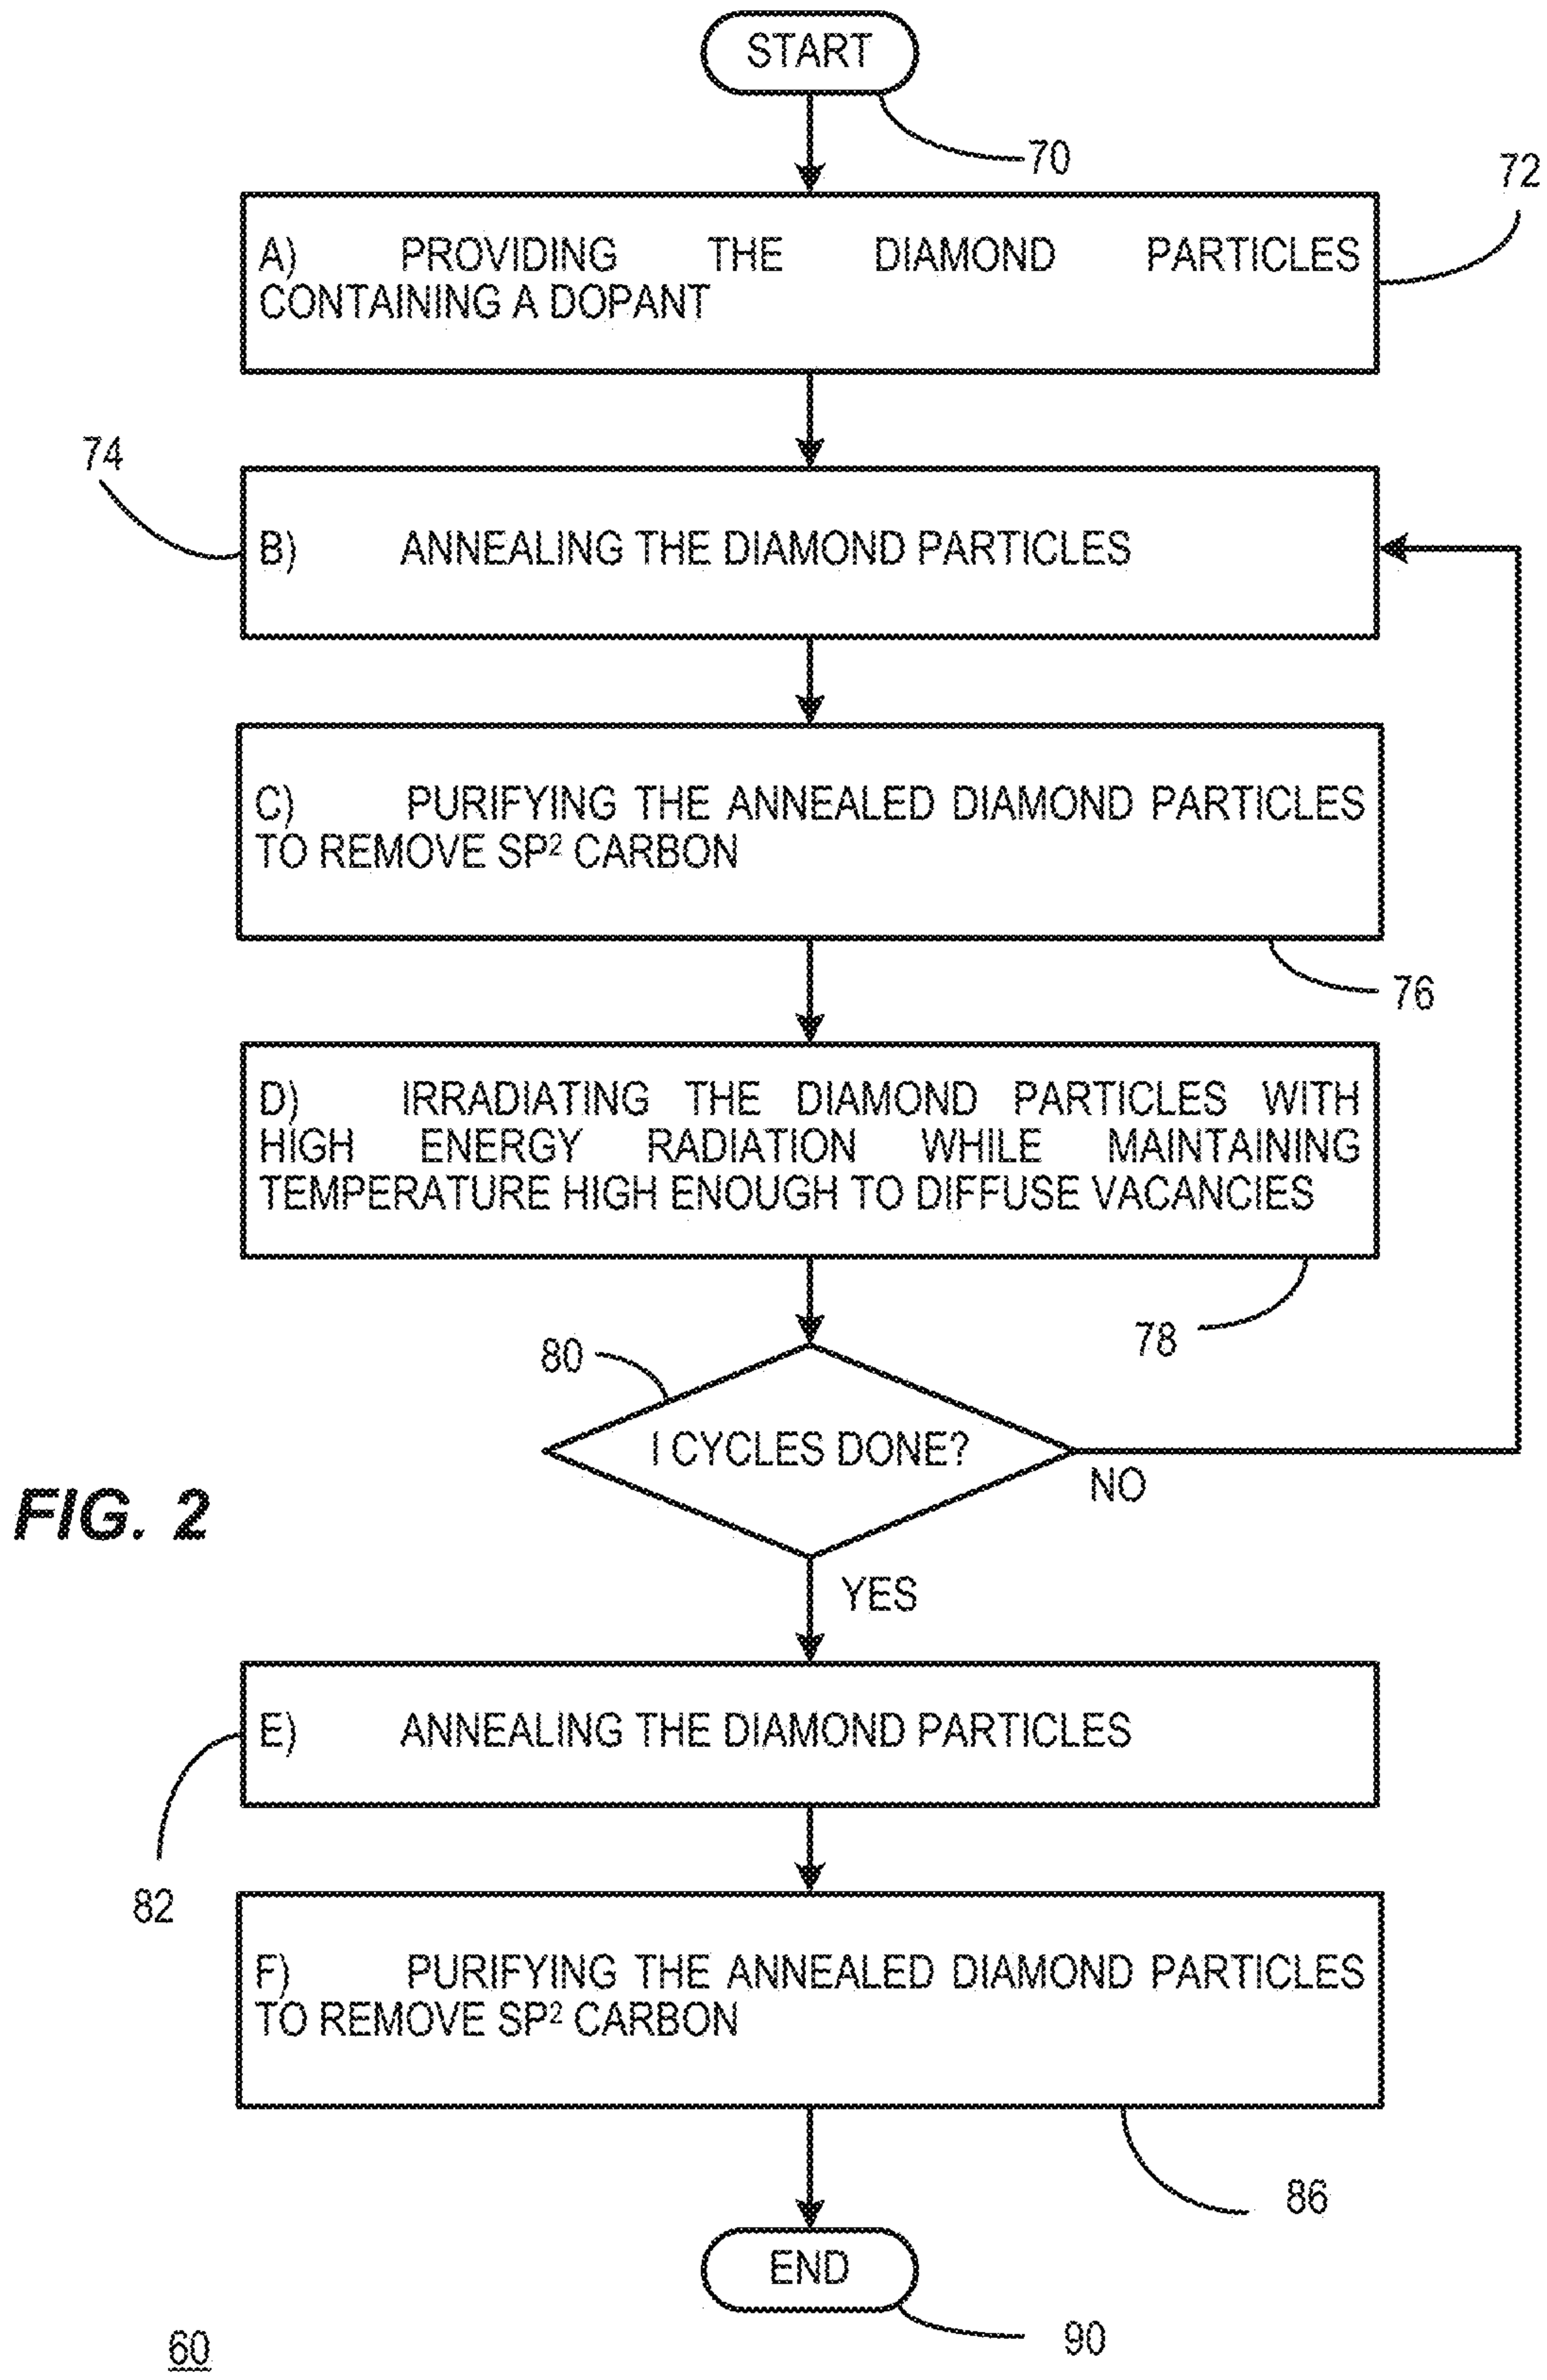 START
70
72
A) PROVIDING THE DIAMOND PARTICLES
CONTAINING A DOPANT
74
B) ANNEALING THE DIAMOND PARTICLES
C) PURIFYING THE ANNEALED DIAMOND PARTICLES
TO REMOVE SP² CARBON
76
D) IRRADIATING THE DIAMOND PARTICLES WITH
HIGH ENERGY RADIATION WHILE MAINTAINING
TEMPERATURE HIGH ENOUGH TO DIFFUSE VACANCIES
78
80
I CYCLES DONE?
NO
FIG. 2
YES
E) ANNEALING THE DIAMOND PARTICLES
82
F) PURIFYING THE ANNEALED DIAMOND PARTICLES
TO REMOVE SP² CARBON
86
END
90
60